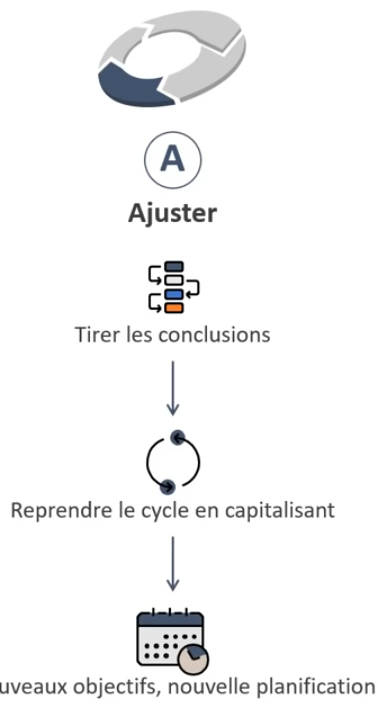 A
Ajuster
Tirer les conclusions
Reprendre le cycle en capitalisant
uveaux objectifs, nouvelle planification